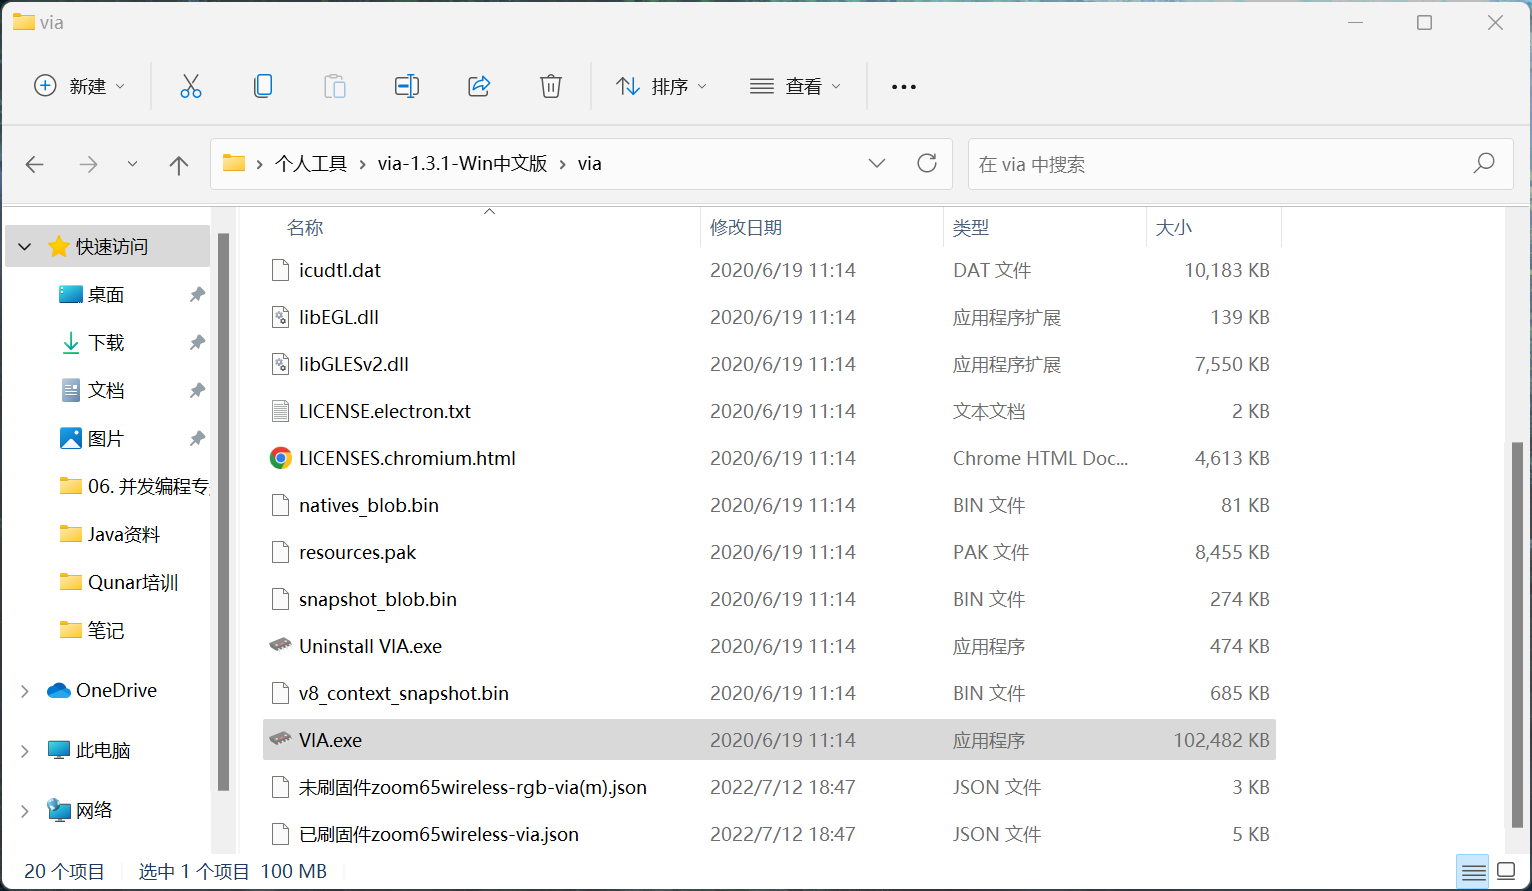 via
新建
排序
查看
个人工具 via-1.3.1-Win中文版 via
在 via 中搜索
快速访问
桌面
下载
文档
图片
06. 并发编程专
Java资料
Qunar培训
笔记
OneDrive
此电脑
网络
名称 修改日期 类型 大小
icudtl.dat 2020/6/19 11:14 DAT 文件 10,183 KB
libEGL.dll 2020/6/19 11:14 应用程序扩展 139 KB
libGLESv2.dll 2020/6/19 11:14 应用程序扩展 7,550 KB
LICENSE.electron.txt 2020/6/19 11:14 文本文档 2 KB
LICENSES.chromium.html 2020/6/19 11:14 Chrome HTML Doc... 4,613 KB
natives_blob.bin 2020/6/19 11:14 BIN 文件 81 KB
resources.pak 2020/6/19 11:14 PAK 文件 8,455 KB
snapshot_blob.bin 2020/6/19 11:14 BIN 文件 274 KB
Uninstall VIA.exe 2020/6/19 11:14 应用程序 474 KB
v8_context_snapshot.bin 2020/6/19 11:14 BIN 文件 685 KB
VIA.exe 2020/6/19 11:14 应用程序 102,482 KB
未刷固件zoom65wireless-rgb-via(m).json 2022/7/12 18:47 JSON 文件 3 KB
已刷固件zoom65wireless-via.json 2022/7/12 18:47 JSON 文件 5 KB
20 个项目 选中 1 个项目 100 MB